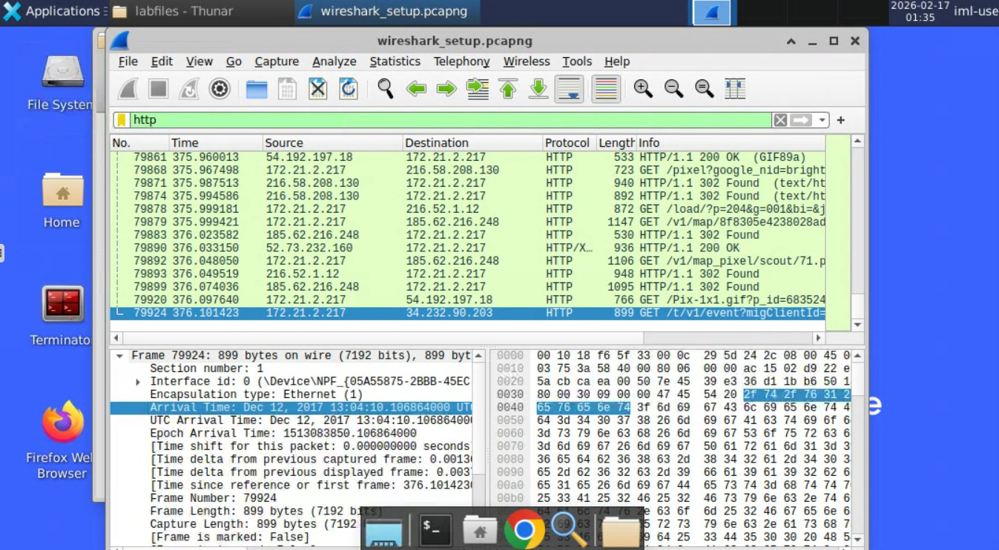 Applications
labfiles - Thunar
wireshark_setup.pcapng
2026-02-17
01:35
iml-use
File System
Home
Terminato
Firefox We
Browser
wireshark_setup.pcapng
File Edit View Go Capture Analyze Statistics Telephony Wireless Tools Help
http
No. Time Source Destination Protocol Length Info
79861 375.960013 54.192.197.18 172.21.2.217 HTTP 533 HTTP/1.1 200 OK (GIF89a)
79868 375.967498 172.21.2.217 216.58.208.130 HTTP 723 GET /pixel?google_nid=bright
79871 375.987513 216.58.208.130 172.21.2.217 HTTP 940 HTTP/1.1 302 Found (text/ht
79874 375.994586 216.58.208.130 172.21.2.217 HTTP 892 HTTP/1.1 302 Found (text/ht
79878 375.999181 172.21.2.217 216.52.1.12 HTTP 872 GET /load/?p=204&g=001&bi=&j
79879 375.999421 172.21.2.217 185.62.216.248 HTTP 1147 GET /v1/map/8f8305e4238028ad
79883 376.023582 185.62.216.248 172.21.2.217 HTTP 530 HTTP/1.1 302 Found
79890 376.033150 52.73.232.160 172.21.2.217 HTTP/X… 936 HTTP/1.1 200 OK
79892 376.048050 172.21.2.217 185.62.216.248 HTTP 1106 GET /v1/map_pixel/scout/71.p
79893 376.049519 216.52.1.12 172.21.2.217 HTTP 948 HTTP/1.1 302 Found
79899 376.074036 185.62.216.248 172.21.2.217 HTTP 1095 HTTP/1.1 302 Found
79920 376.097640 172.21.2.217 54.192.197.18 HTTP 766 GET /Pix-1x1.gif?p_id=683524
79924 376.101423 172.21.2.217 34.232.90.203 HTTP 899 GET /t/v1/event?migClientId=
Frame 79924: 899 bytes on wire (7192 bits), 899 byt
Section number: 1
Interface id: 0 (\Device\NPF_{05A55875-2BBB-45EC
Encapsulation type: Ethernet (1)
Arrival Time: Dec 12, 2017 13:04:10.106864000 UT
UTC Arrival Time: Dec 12, 2017 13:04:10.106864000
Epoch Arrival Time: 1513083850.106864000
[Time shift for this packet: 0.000000000 seconds
[Time delta from previous captured frame: 0.0013
[Time delta from previous displayed frame: 0.003
[Time since reference or first frame: 376.101423
Frame Number: 79924
Frame Length: 899 bytes (7192 bits)
Capture Length: 899 bytes (7192
[Frame is marked: False]
0000 00 10 18 f6 5f 33 00 0c 29 5d 24 2c 08 00 45 0
0010 03 75 3a 58 40 00 80 06 00 00 ac 15 02 d9 22 e
0020 5a cb ca ea 00 50 7e 45 39 e3 36 d1 1b b6 50 1
0030 80 00 30 09 00 00 47 45 54 20 2f 74 2f 76 31 2
0040 65 76 65 6e 74 3f 6d 69 67 43 6c 69 65 6e 74 4
0050 64 3d 34 30 37 38 26 6d 69 67 41 63 74 69 6f 6
0060 3d 73 79 6e 63 68 26 6d 69 67 53 6f 75 72 63 6
0070 3d 6d 69 67 26 6d 69 67 50 61 72 61 6d 31 3d 3
0080 36 65 64 62 36 38 63 2d 38 34 32 61 2d 34 30 3
0090 65 2d 62 36 32 63 2d 39 66 61 39 61 39 32 62 6
00a0 65 31 65 26 6d 69 67 44 65 73 74 3d 68 74 74 7
00b0 25 33 41 25 32 46 25 32 46 73 79 6e 63 2e 74 6
2e 63 6f 6d 25 32 46 67 65 6e 6
72 73 79 6e 63 2e 61 73 68 7
69 64 25 33 44 35 30 30 20 48 5
e